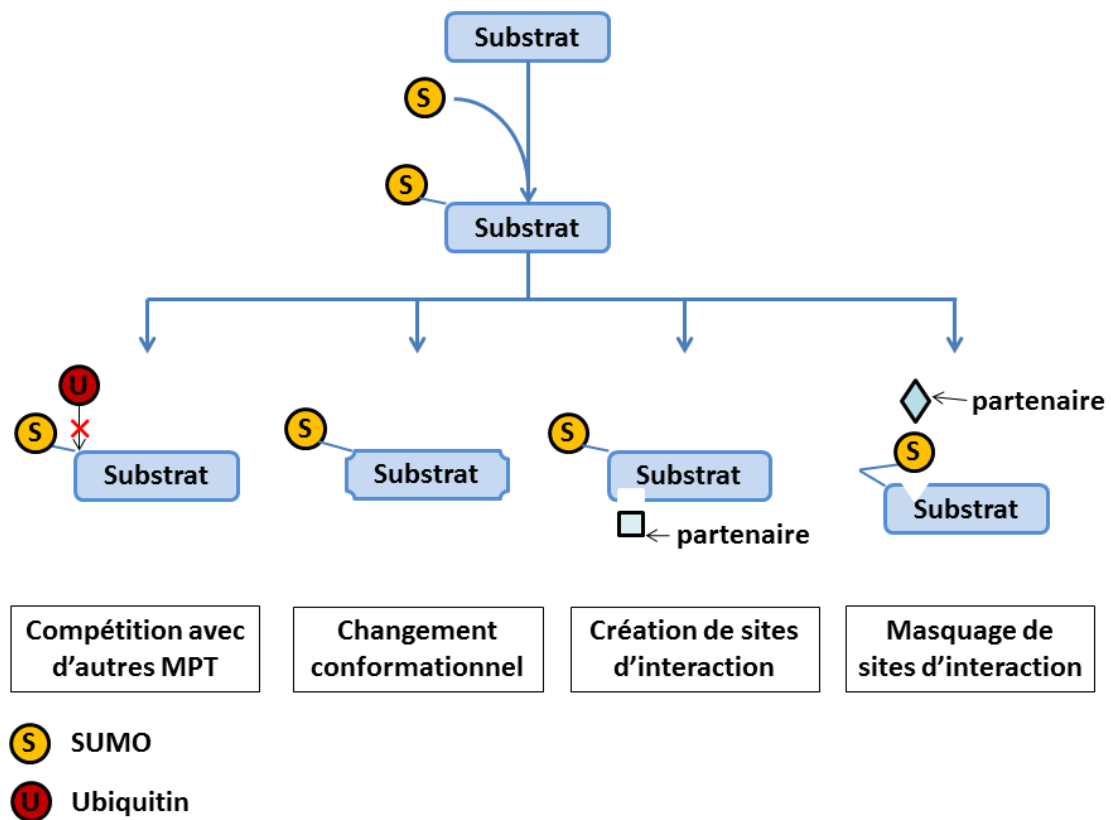 Substrat
S
S
Substrat
U
S
Substrat
S
Substrat
S
Substrat
partenaire
partenaire
S
Substrat
Compétition avec
d'autres MPT
Changement
conformationnel
Création de sites
d'interaction
Masquage de
sites d'interaction
S SUMO
U Ubiquitin